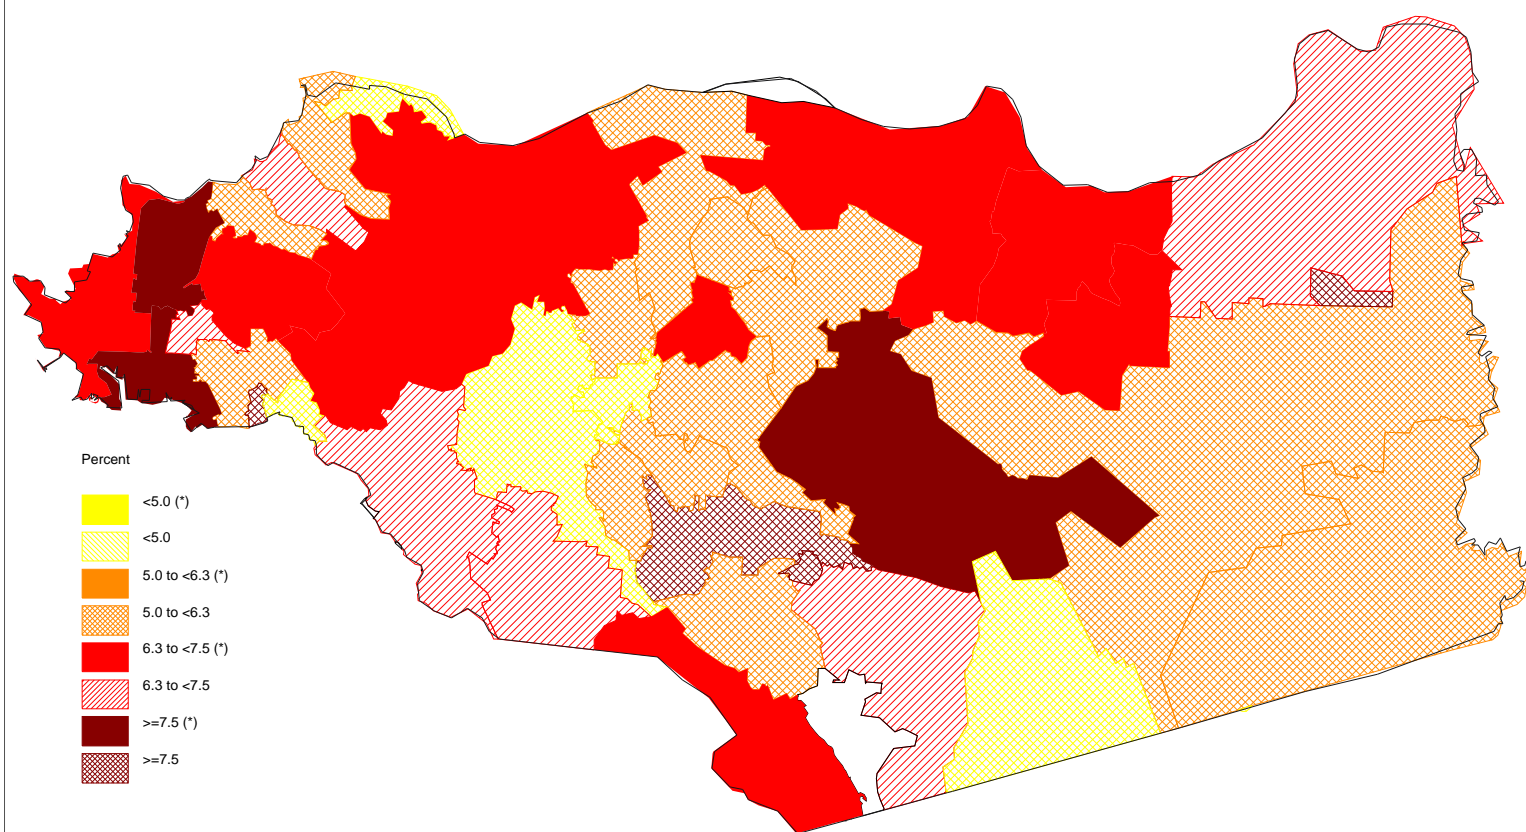 Percent
<5.0 (*)
<5.0
5.0 to <6.3 (*)
5.0 to <6.3
6.3 to <7.5 (*)
6.3 to <7.5
>=7.5 (*)
>=7.5